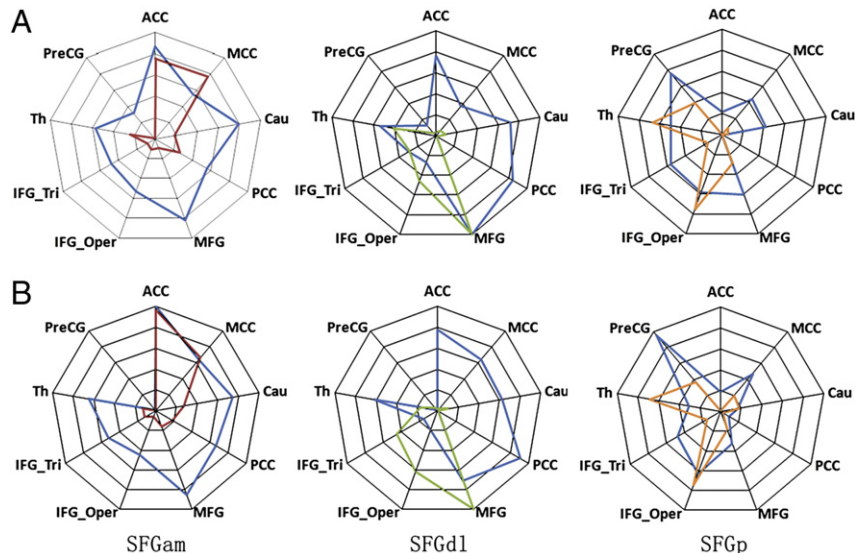 A
ACC ACC ACC
PreCG MCC PreCG MCC PreCG MCC
Th Cau Th Cau Th Cau
IFG_Tri PCC IFG_Tri PCC IFG_Tri PCC
IFG_Oper MFG IFG_Oper MFG IFG_Oper MFG
B
ACC ACC ACC
PreCG MCC PreCG MCC PreCG MCC
Th Cau Th Cau Th Cau
IFG_Tri PCC IFG_Tri PCC IFG_Tri PCC
IFG_Oper MFG IFG_Oper MFG IFG_Oper MFG
SFGam SFGdl SFGp